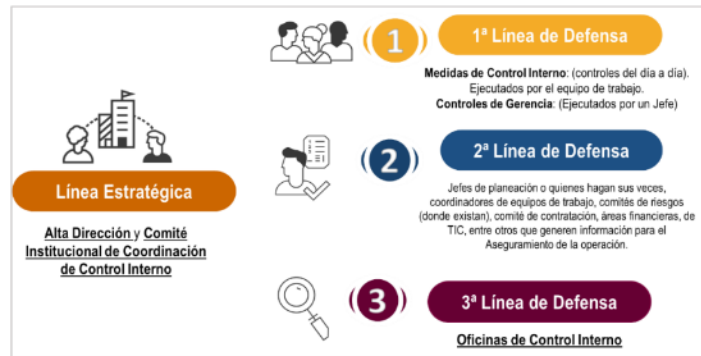 Línea Estratégica
Alta Dirección y Comité
Institucional de Coordinación
de Control Interno
1
1ª Línea de Defensa
Medidas de Control Interno: (controles del día a día).
Ejecutados por el equipo de trabajo.
Controles de Gerencia: (Ejecutados por un Jefe)
2
2ª Línea de Defensa
Jefes de planeación o quienes hagan sus veces,
coordinadores de equipos de trabajo, comités de riesgos
(donde existan), comité de contratación, áreas financieras, de
TIC, entre otros que generen información para el
Aseguramiento de la operación.
3
3ª Línea de Defensa
Oficinas de Control Interno